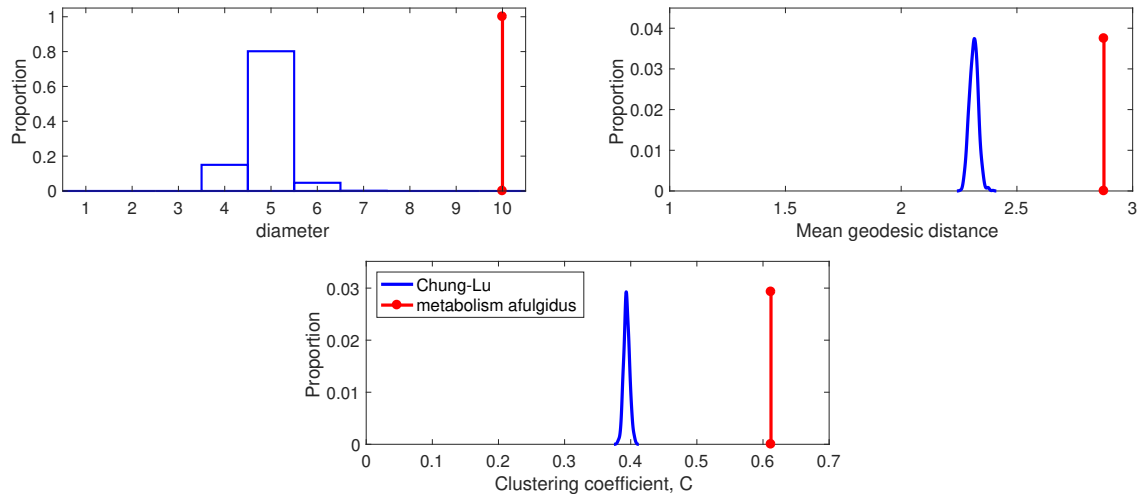 Proportion
1
0.8
0.6
0.4
0.2
0
1 2 3 4 5 6 7 8 9 10
diameter
Proportion
0.04
0.03
0.02
0.01
0
1 1.5 2 2.5 3
Mean geodesic distance
Proportion
0.03
0.02
0.01
0
Chung-Lu
metabolism afulgidus
0 0.1 0.2 0.3 0.4 0.5 0.6 0.7
Clustering coefficient, C